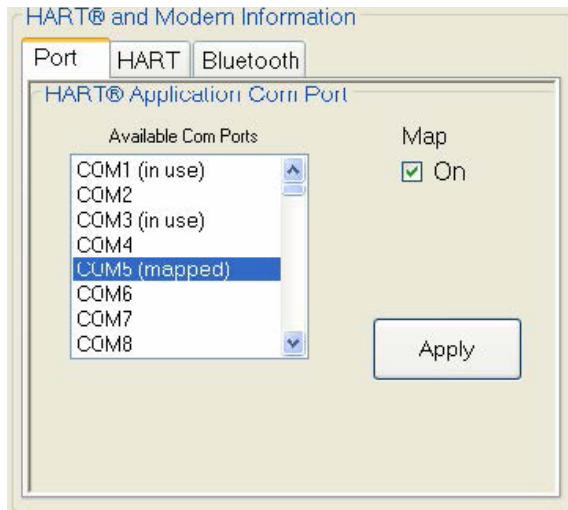 HART® and Modem Information
Port HART Bluetooth
HART® Application Com Port
Available Com Ports
Map
COM1 (in use)
On
COM2
COM3 (in use)
COM4
COM5 (mapped)
COM6
COM7
COM8
Apply